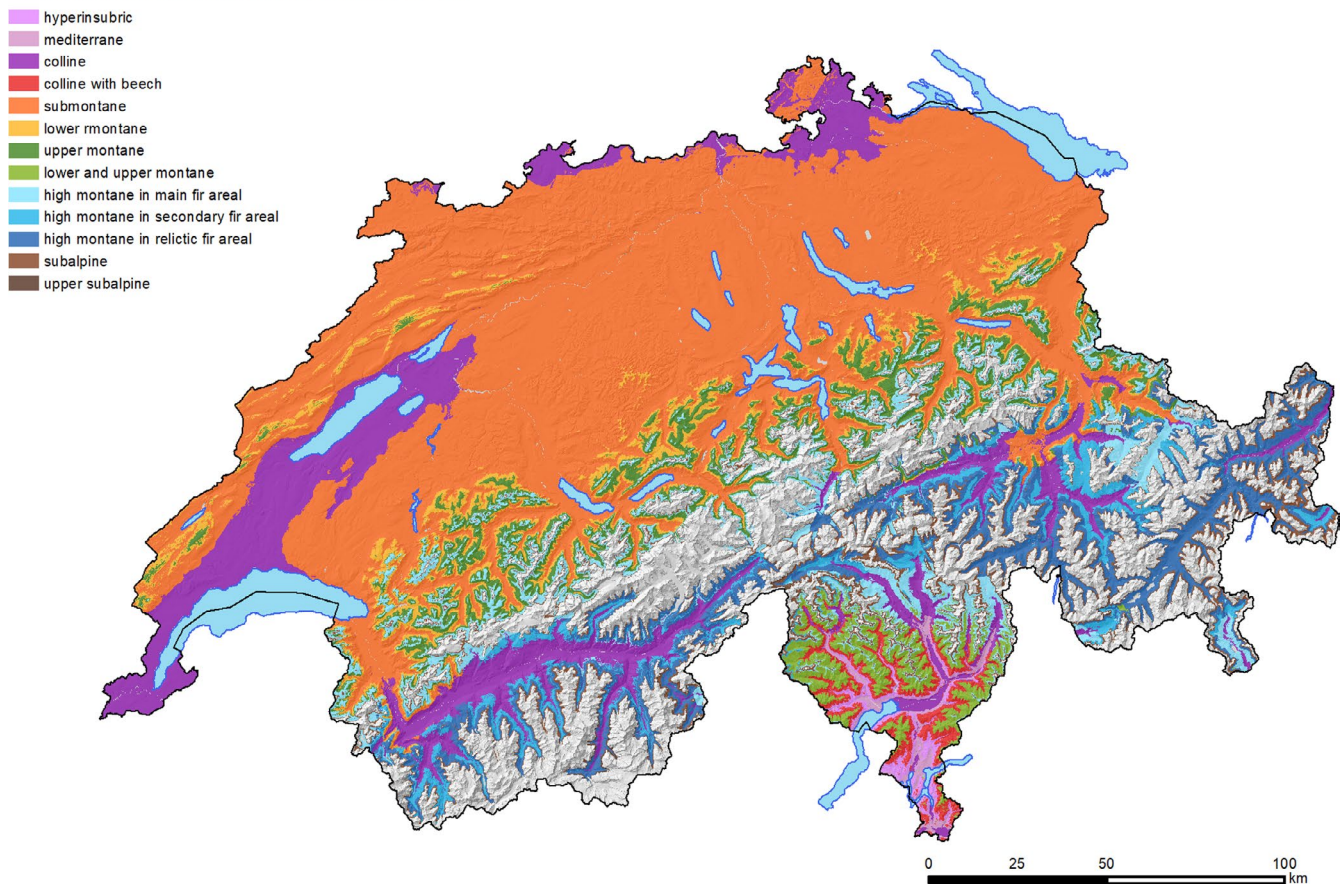 hyperinsubric
mediterrane
colline
colline with beech
submontane
lower rmontane
upper montane
lower and upper montane
high montane in main fir areal
high montane in secondary fir areal
high montane in relictic fir areal
subalpine
upper subalpine
0 25 50 100
km